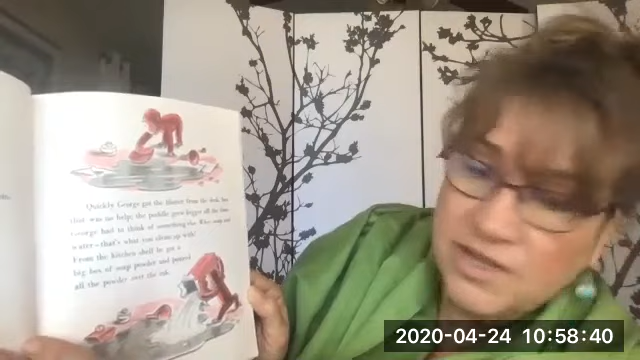 Quickly George got the blotter from the desk, but
that was no help; the puddle grew bigger all the time.
George had to think of something else. Why, soap and
water—that's what you clean up with!
From the kitchen shelf he got a
big box of soap powder and poured
all the powder over the ink.
2020-04-24 10:58:40